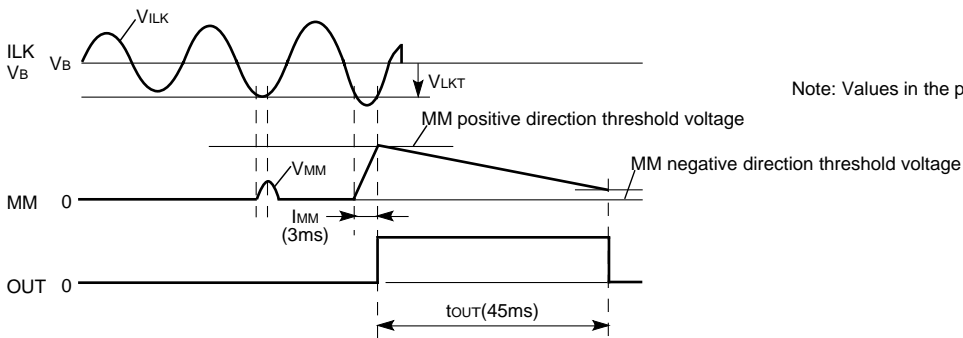 VILK
ILK
VB VB
VLKT
Note: Values in the p
MM positive direction threshold voltage
VMM
MM negative direction threshold voltage
MM 0
IMM
(3ms)
OUT 0
tOUT(45ms)